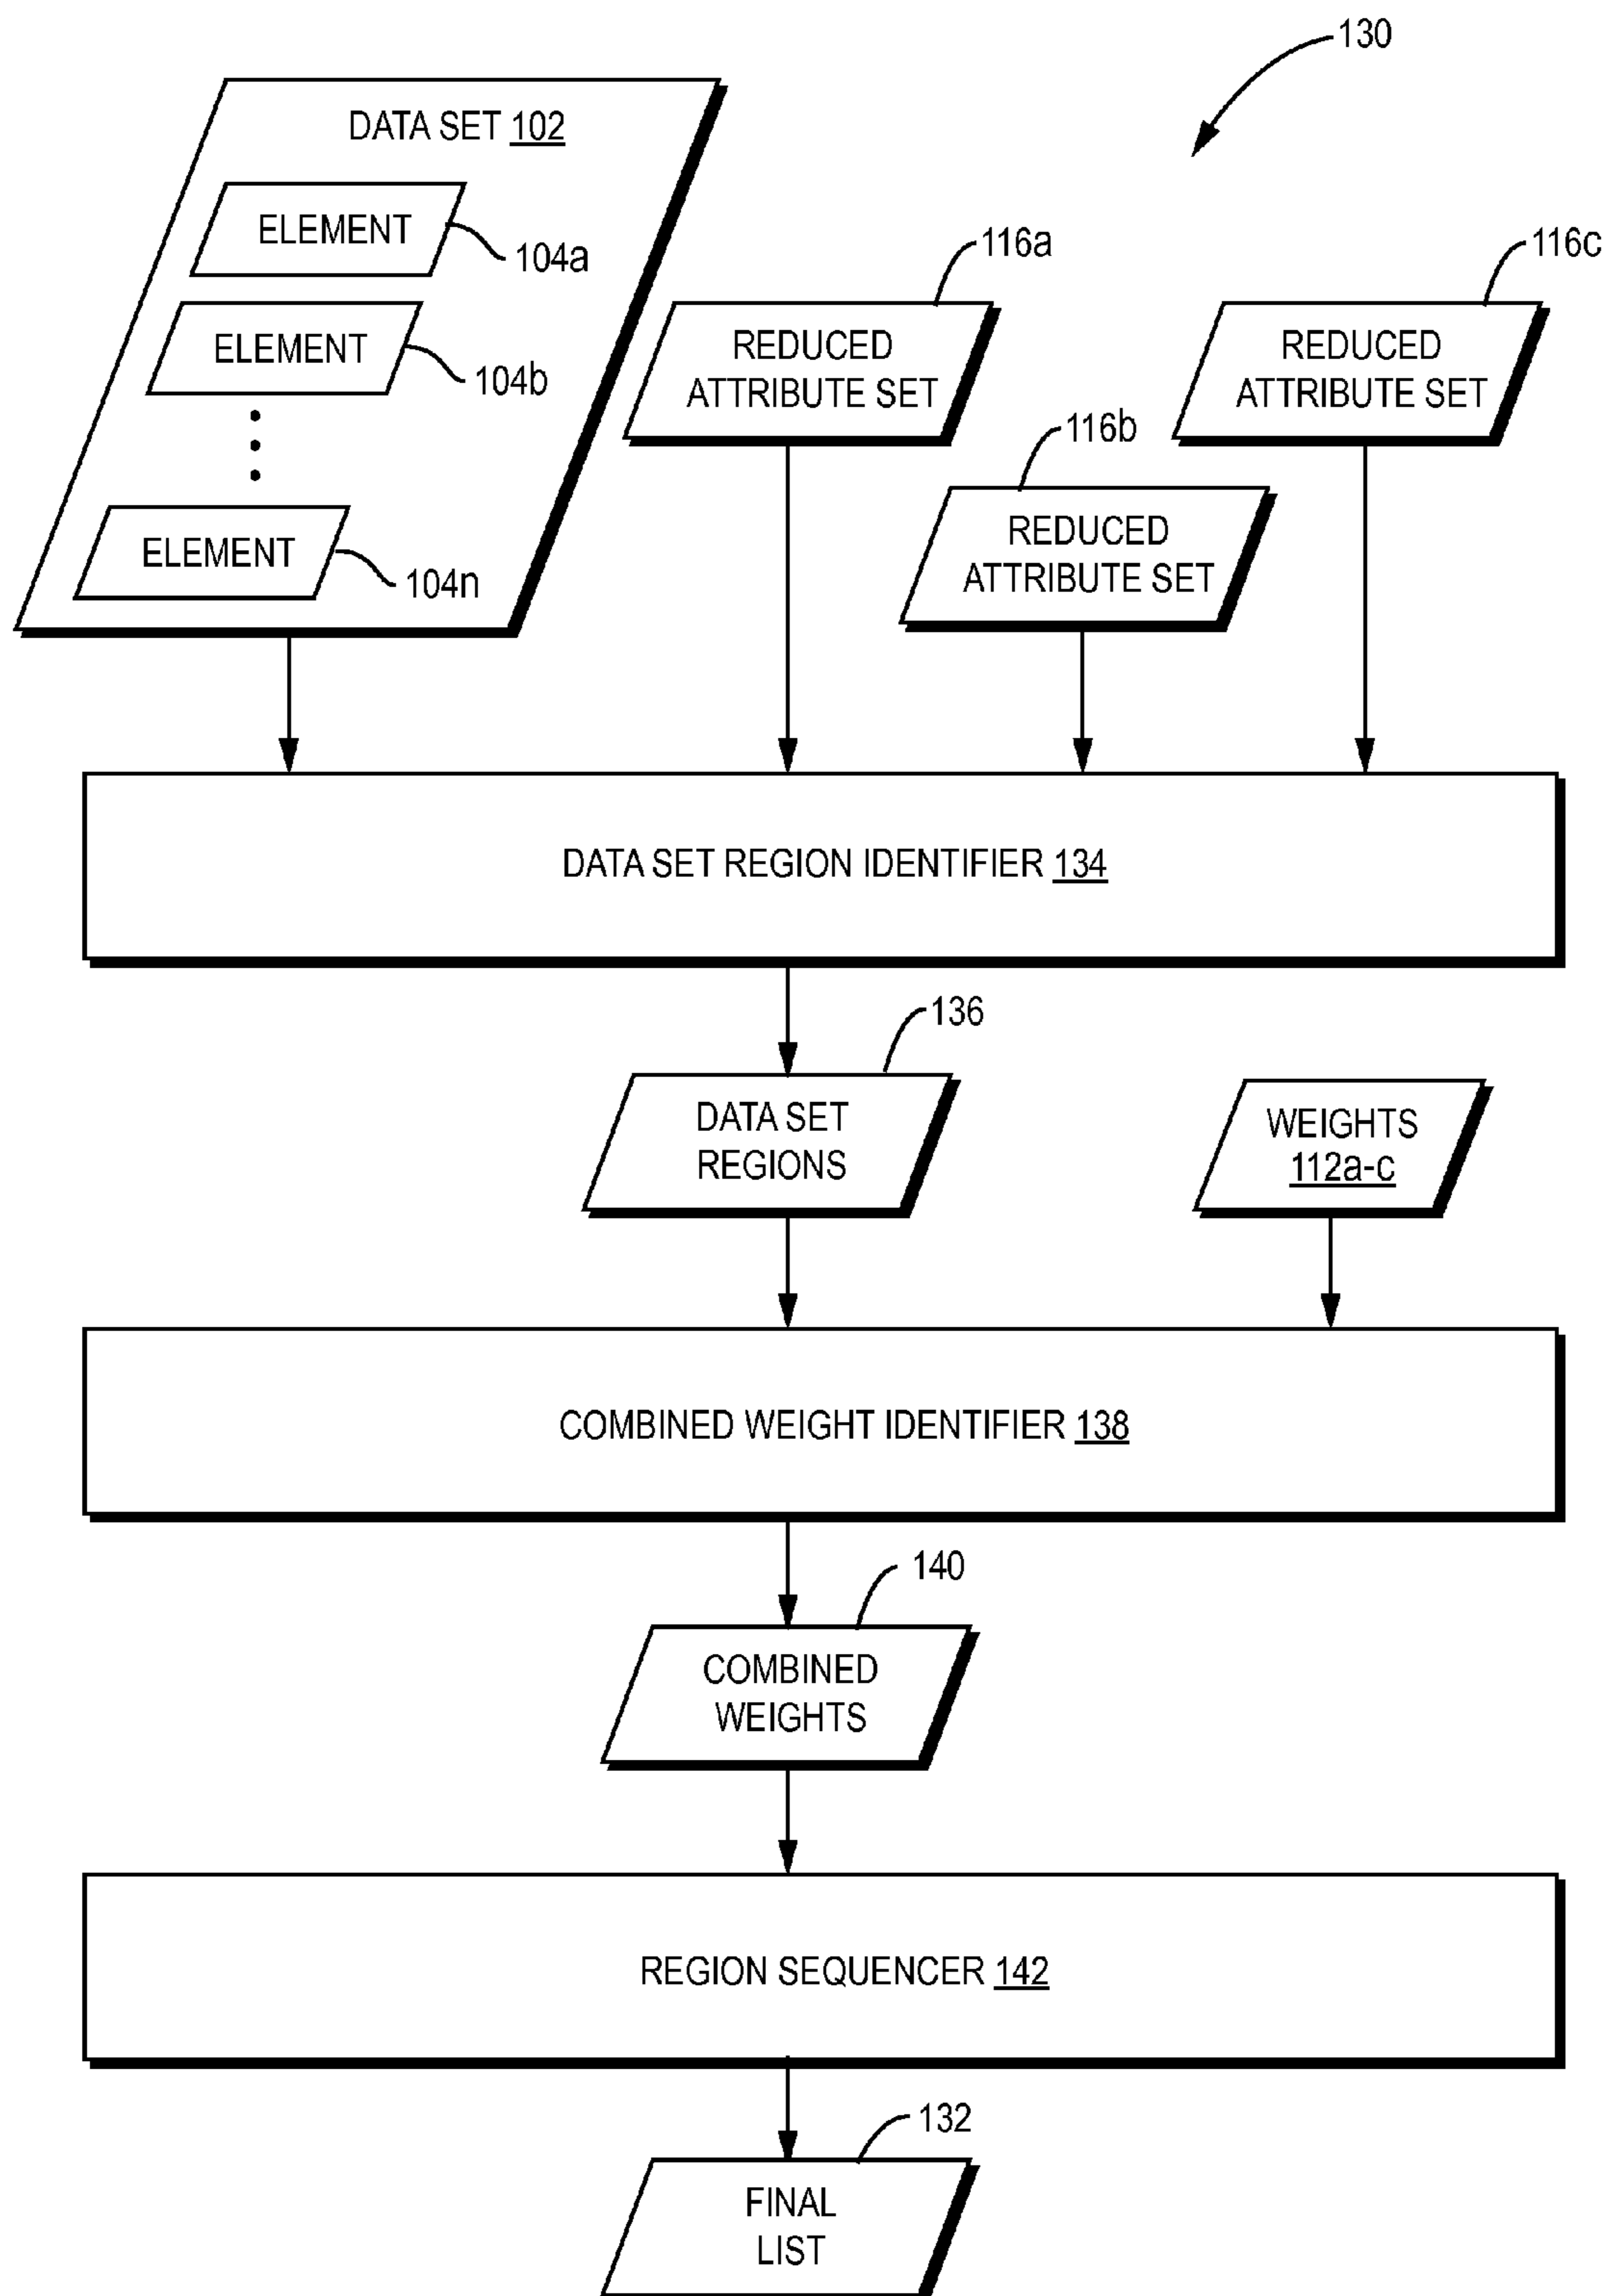 130
DATA SET 102
ELEMENT
104a
116a
116c
ELEMENT
104b
REDUCED
ATTRIBUTE SET
REDUCED
ATTRIBUTE SET
116b
REDUCED
ATTRIBUTE SET
ELEMENT
104n
DATA SET REGION IDENTIFIER 134
136
DATA SET
REGIONS
WEIGHTS
112a-c
COMBINED WEIGHT IDENTIFIER 138
140
COMBINED
WEIGHTS
REGION SEQUENCER 142
132
FINAL
LIST